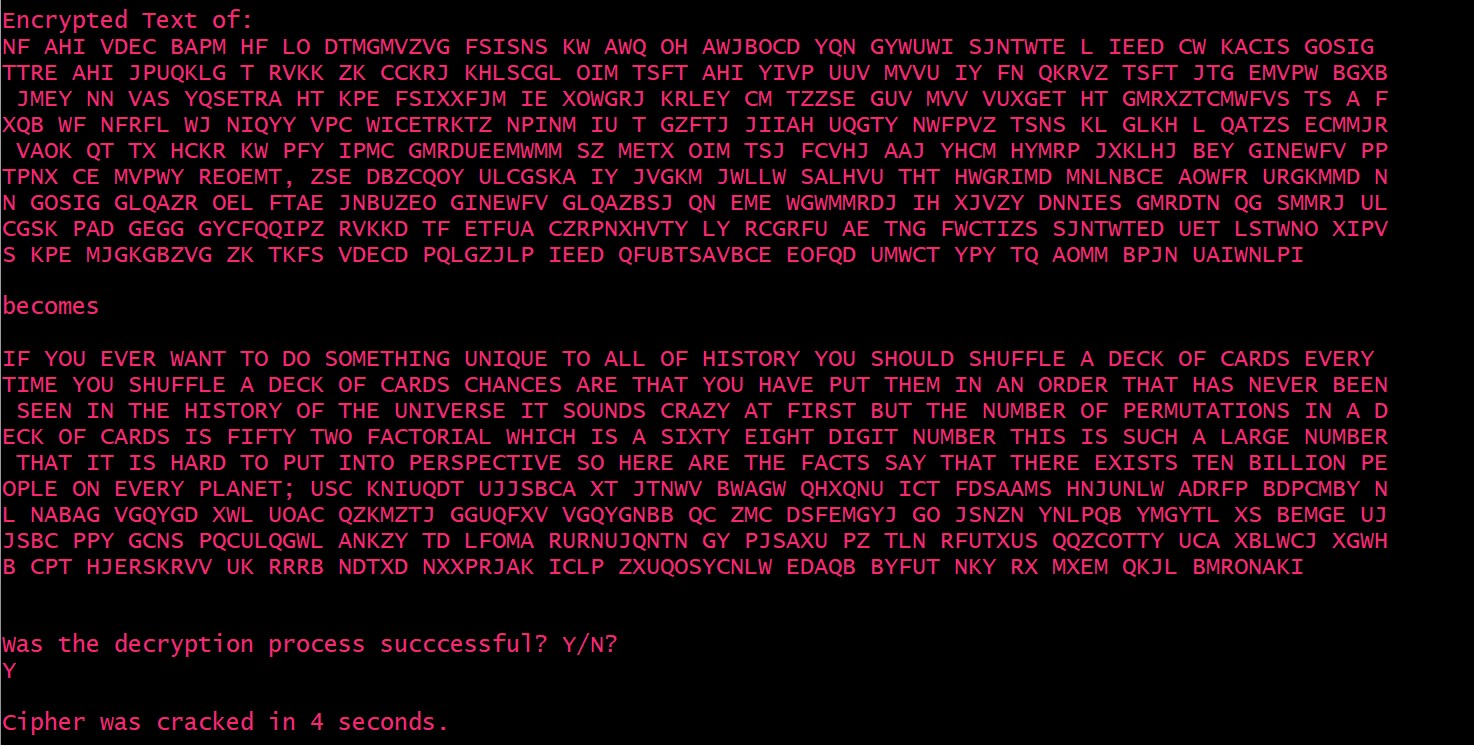 Encrypted Text of:
NF AHI VDEC BAPM HF LO DTMGMVZVG FSISNS KW AWQ OH AWJBOCD YQN GYWUWI SJNTWTE L IEED CW KACIS GOSIG
TTRE AHI JPUQKLG T RVKK ZK CCKRJ KHLSCGL OIM TSFT AHI YIVP UUV MVVU IY FN QKRVZ TSFT JTG EMVPW BGXB
 JMEY NN VAS YQSETRA HT KPE FSIXXFJM IE XOWGRJ KRLEY CM TZZSE GUV MVV VUXGET HT GMRXZTCMWFVS TS A F
XQB WF NFRFL WJ NIQYY VPC WICETRKTZ NPINM IU T GZFTJ JIIAH UQGTY NWFPVZ TSNS KL GLKH L QATZS ECMMJR
 VAOK QT TX HCKR KW PFY IPMC GMRDUEEMWMM SZ METX OIM TSJ FCVHJ AAJ YHCM HYMRP JXKLHJ BEY GINEWFV PP
TPNX CE MVPWY REOEMT, ZSE DBZCQOY ULCGSKA IY JVGKM JWLLW SALHVU THT HWGRIMD MNLNBCE AOWFR URGKMMD N
N GOSIG GLQAZR OEL FTAE JNBUZEO GINEWFV GLQAZBSJ QN EME WGWMMRDJ IH XJVZY DNNIES GMRDTN QG SMMRJ UL
CGSK PAD GEGG GYCFQQIPZ RVKKD TF ETFUA CZRPNXHVTY LY RCGRFU AE TNG FWCTIZS SJNTWTED UET LSTWNO XIPV
S KPE MJGKGBZVG ZK TKFS VDECD PQLGZJLP IEED QFUBTSAVBCE EOFQD UMWCT YPY TQ AOMM BPJN UAIWNLPI
becomes
IF YOU EVER WANT TO DO SOMETHING UNIQUE TO ALL OF HISTORY YOU SHOULD SHUFFLE A DECK OF CARDS EVERY
TIME YOU SHUFFLE A DECK OF CARDS CHANCES ARE THAT YOU HAVE PUT THEM IN AN ORDER THAT HAS NEVER BEEN
 SEEN IN THE HISTORY OF THE UNIVERSE IT SOUNDS CRAZY AT FIRST BUT THE NUMBER OF PERMUTATIONS IN A D
ECK OF CARDS IS FIFTY TWO FACTORIAL WHICH IS A SIXTY EIGHT DIGIT NUMBER THIS IS SUCH A LARGE NUMBER
 THAT IT IS HARD TO PUT INTO PERSPECTIVE SO HERE ARE THE FACTS SAY THAT THERE EXISTS TEN BILLION PE
OPLE ON EVERY PLANET; USC KNIUQDT UJJSBCA XT JTNWV BWAGW QHXQNU ICT FDSAAMS HNJUNLW ADRFP BDPCMBY N
L NABAG VGQYGD XWL UOAC QZKMZTJ GGUQFXV VGQYGNBB QC ZMC DSFEMGYJ GO JSNZN YNLPQB YMGYTL XS BEMGE UJ
JSBC PPY GCNS PQCULQGWL ANKZY TD LFOMA RURNUJQNTN GY PJSAXU PZ TLN RFUTXUS QQZCOTTY UCA XBLWCJ XGWH
B CPT HJERSKRVV UK RRRB NDTXD NXXPRJAK ICLP ZXUQOSYCNLW EDAQB BYFUT NKY RX MXEM QKJL BMRONAKI
Was the decryption process succcessful? Y/N?
Y
Cipher was cracked in 4 seconds.